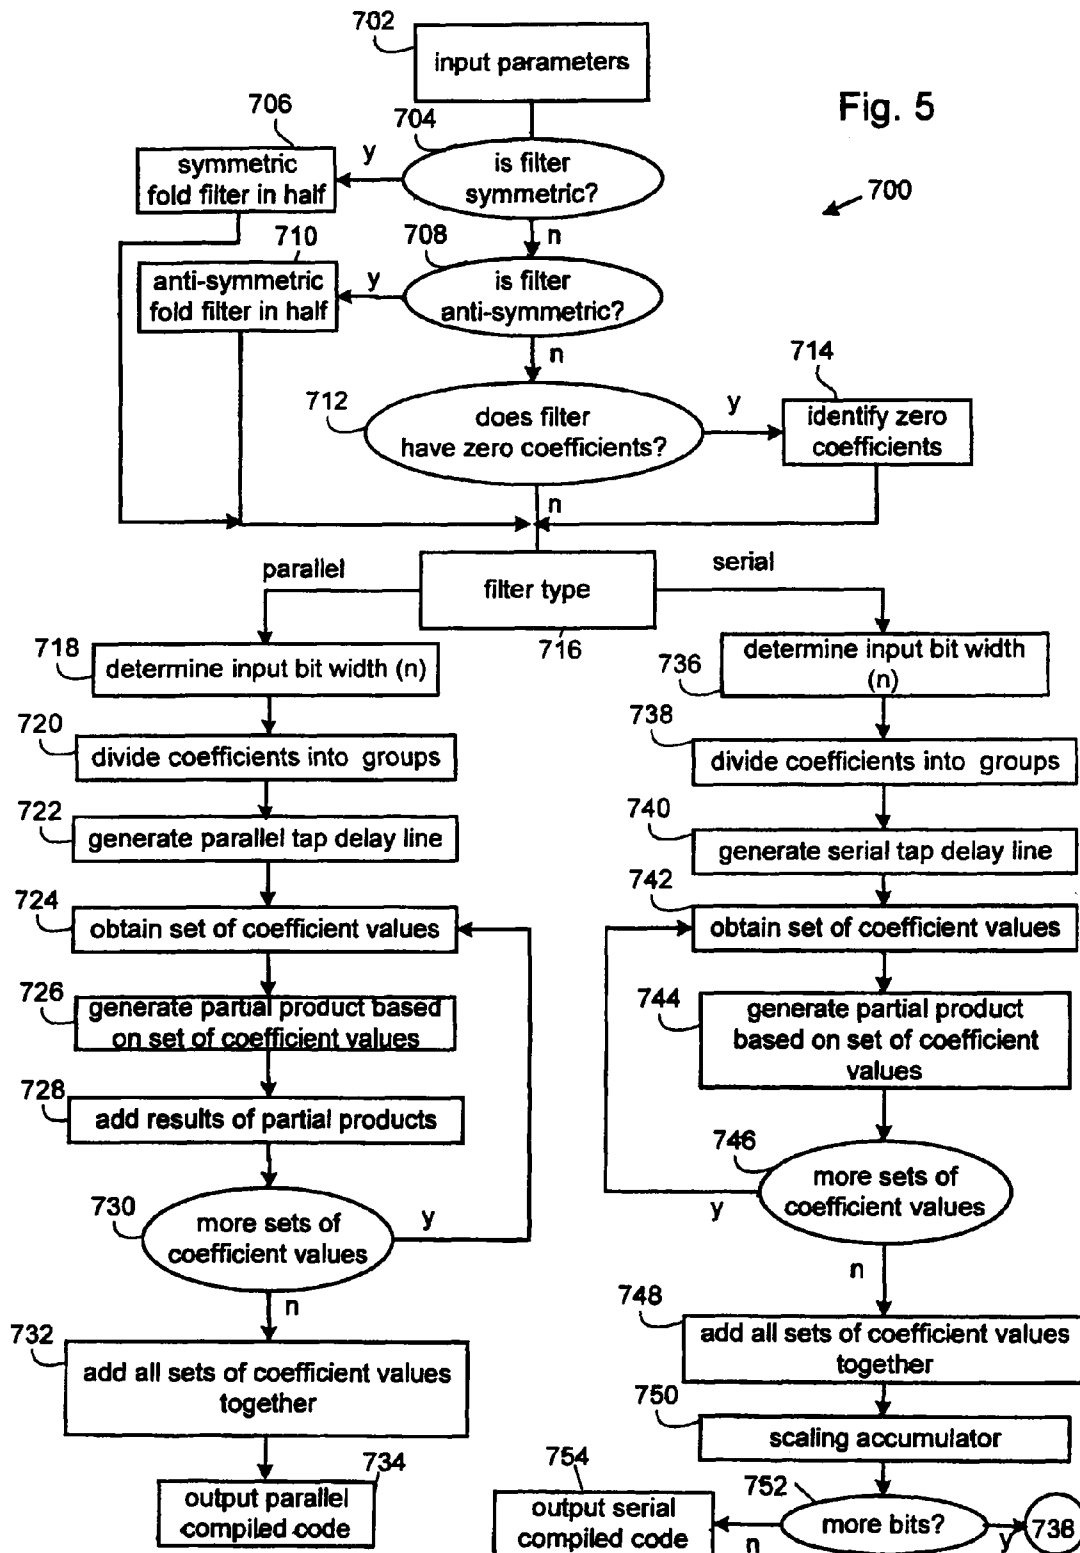 702
input parameters
Fig. 5
706
704
symmetric
fold filter in half
y
is filter
symmetric?
700
n
710
708
anti-symmetric
fold filter in half
y
is filter
anti-symmetric?
n
714
712
does filter
have zero coefficients?
y
identify zero
coefficients
n
parallel
serial
filter type
716
718
determine input bit width (n)
736
determine input bit width
(n)
720
divide coefficients into groups
738
divide coefficients into groups
722
generate parallel tap delay line
740
generate serial tap delay line
724
obtain set of coefficient values
742
obtain set of coefficient values
726
generate partial product based
on set of coefficient values
744
generate partial product
based on set of coefficient
values
728
add results of partial products
746
more sets of
coefficient values
y
730
more sets of
coefficient values
y
n
n
748
add all sets of coefficient values
together
732
add all sets of coefficient values
together
750
scaling accumulator
734
output parallel
compiled code
754
output serial
compiled code
752
more bits?
n
y
738